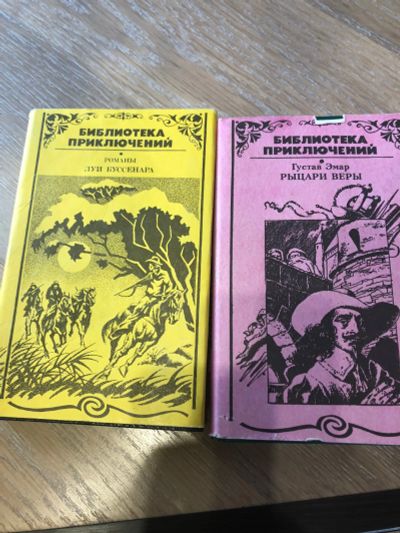 БИБЛИОТЕКА
ПРИКЛЮЧЕНИЙ
РОМАНЫ
ЛУИ БУССЕНАРА
БИБЛИОТЕКА
ПРИКЛЮЧЕНИЙ
Густав Эмар
РЫЦАРИ ВЕРЫ